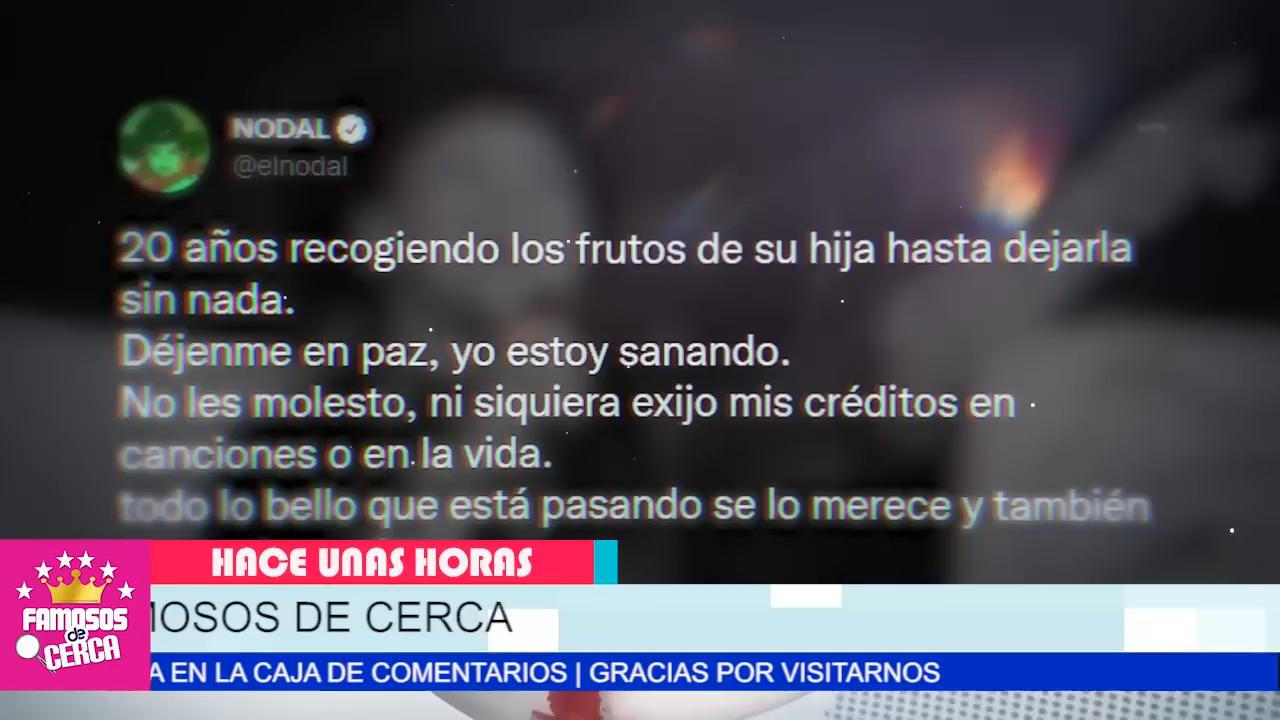 NODAL
@elnodal
20 años recogiendo los frutos de su hija hasta dejarla
sin nada.
Déjenme en paz, yo estoy sanando.
No les molesto, ni siquiera exijo mis créditos en
canciones o en la vida.
todo lo bello que está pasando se lo merece y también
HACE UNAS HORAS
MOSOS DE CERCA
A EN LA CAJA DE COMENTARIOS | GRACIAS POR VISITARNOS
FAMOSOS
de
CERCA